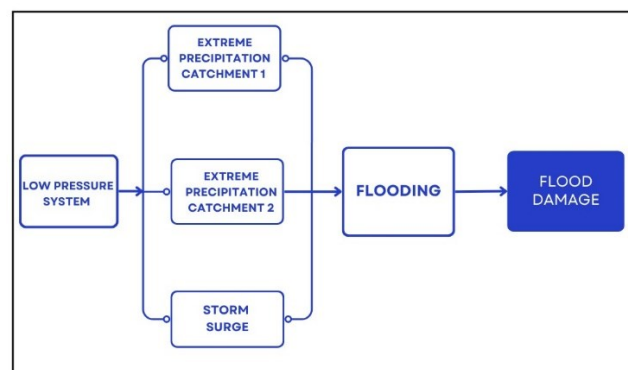 LOW PRESSURE
SYSTEM
EXTREME
PRECIPITATION
CATCHMENT 1
EXTREME
PRECIPITATION
CATCHMENT 2
STORM
SURGE
FLOODING
FLOOD
DAMAGE